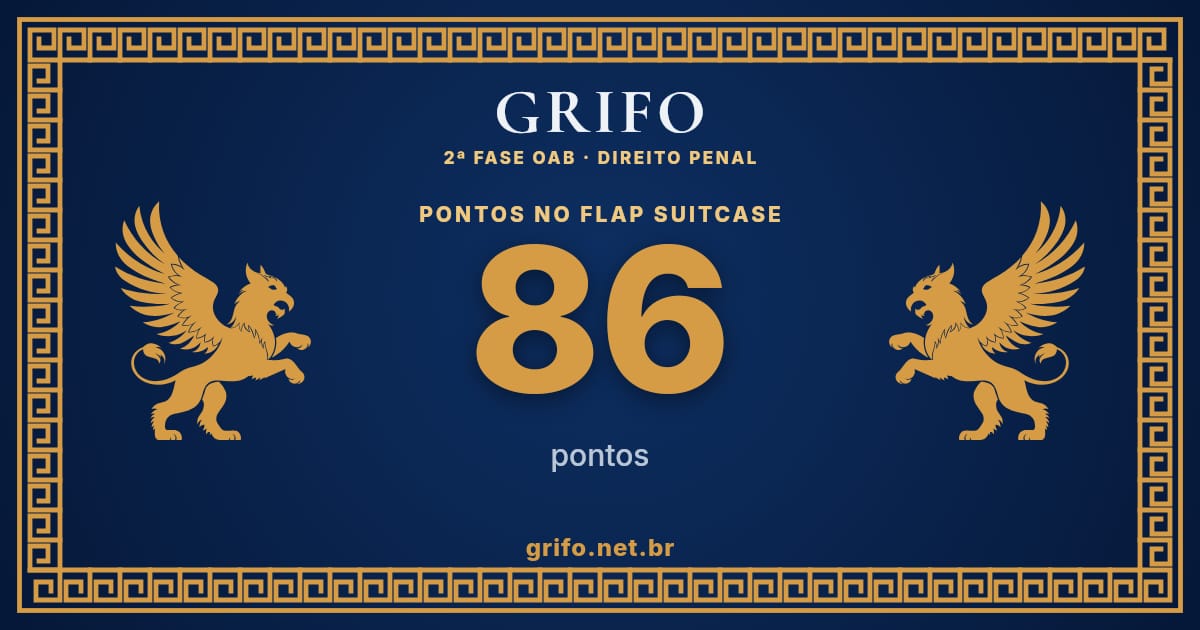 GRIFO
2ª FASE OAB · DIREITO PENAL
PONTOS NO FLAP SUITCASE
86
pontos
grifo.net.br